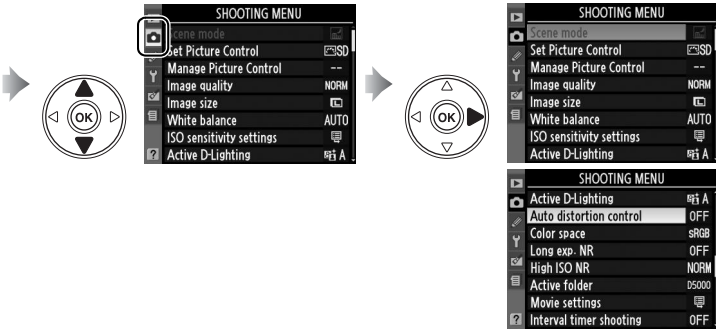 SHOOTING MENU
Scene mode
Set Picture Control SD
Manage Picture Control --
Image quality NORM
Image size L
White balance AUTO
ISO sensitivity settings
Active D-Lighting A
OK
SHOOTING MENU
Scene mode
Set Picture Control SD
Manage Picture Control --
Image quality NORM
Image size L
White balance AUTO
ISO sensitivity settings
Active D-Lighting A
OK
SHOOTING MENU
Active D-Lighting A
Auto distortion control OFF
Color space sRGB
Long exp. NR OFF
High ISO NR NORM
Active folder D5000
Movie settings
Interval timer shooting OFF